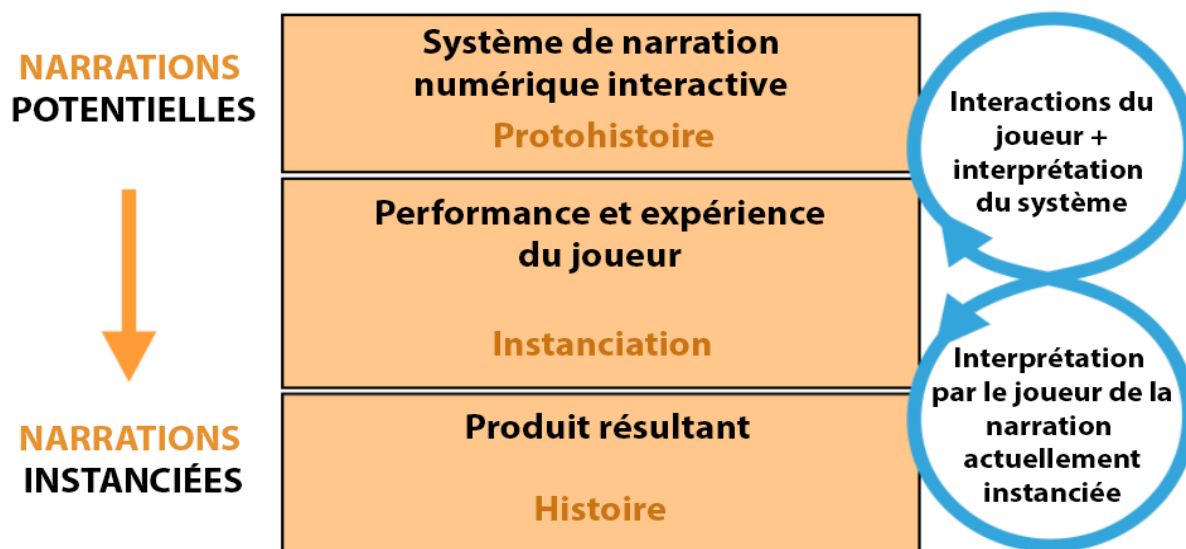 NARRATIONS
POTENTIELLES
NARRATIONS
INSTANCIÉES
Système de narration
numérique interactive
Protohistoire
Performance et expérience
du joueur
Instanciation
Produit résultant
Histoire
Interactions du
joueur +
interprétation
du système
Interprétation
par le joueur de la
narration
actuellement
instanciée